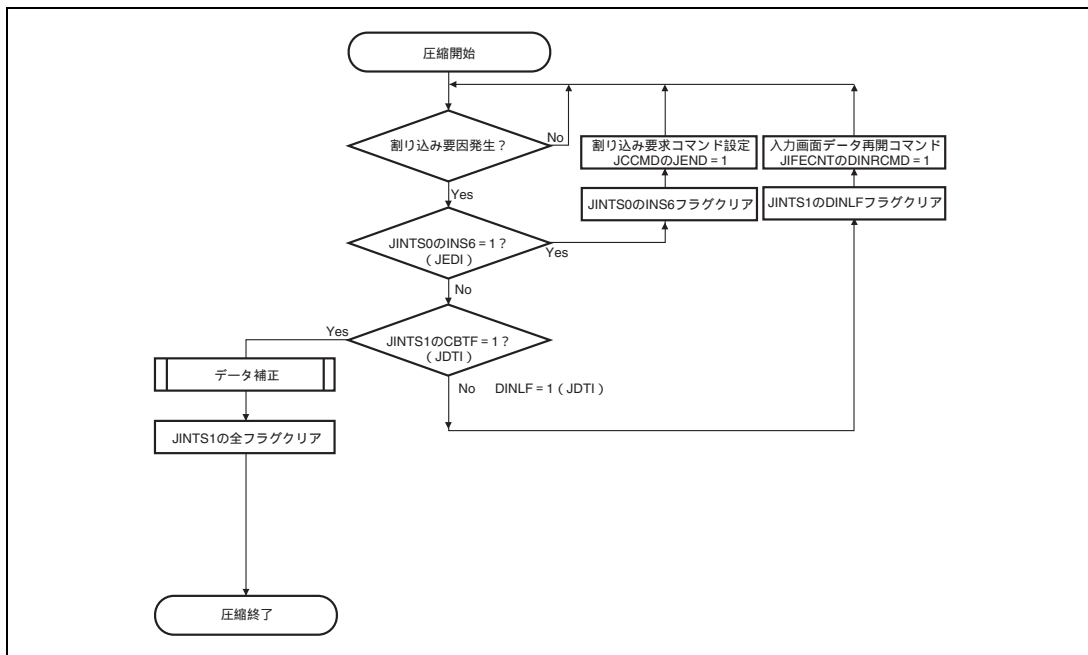 圧縮開始
割り込み要因発生？
No
Yes
割り込み要求コマンド設定
JCCMDのJEND = 1
入力画面データ再開コマンド
JIFECNTのDINRCMD = 1
JINTS0のINS6フラグクリア
JINTS1のDINLFフラグクリア
JINTS0のINS6 = 1？
（JEDI）
Yes
No
JINTS1のCBTF = 1？
（JDTI）
Yes
No DINLF = 1（JDTI）
データ補正
JINTS1の全フラグクリア
圧縮終了